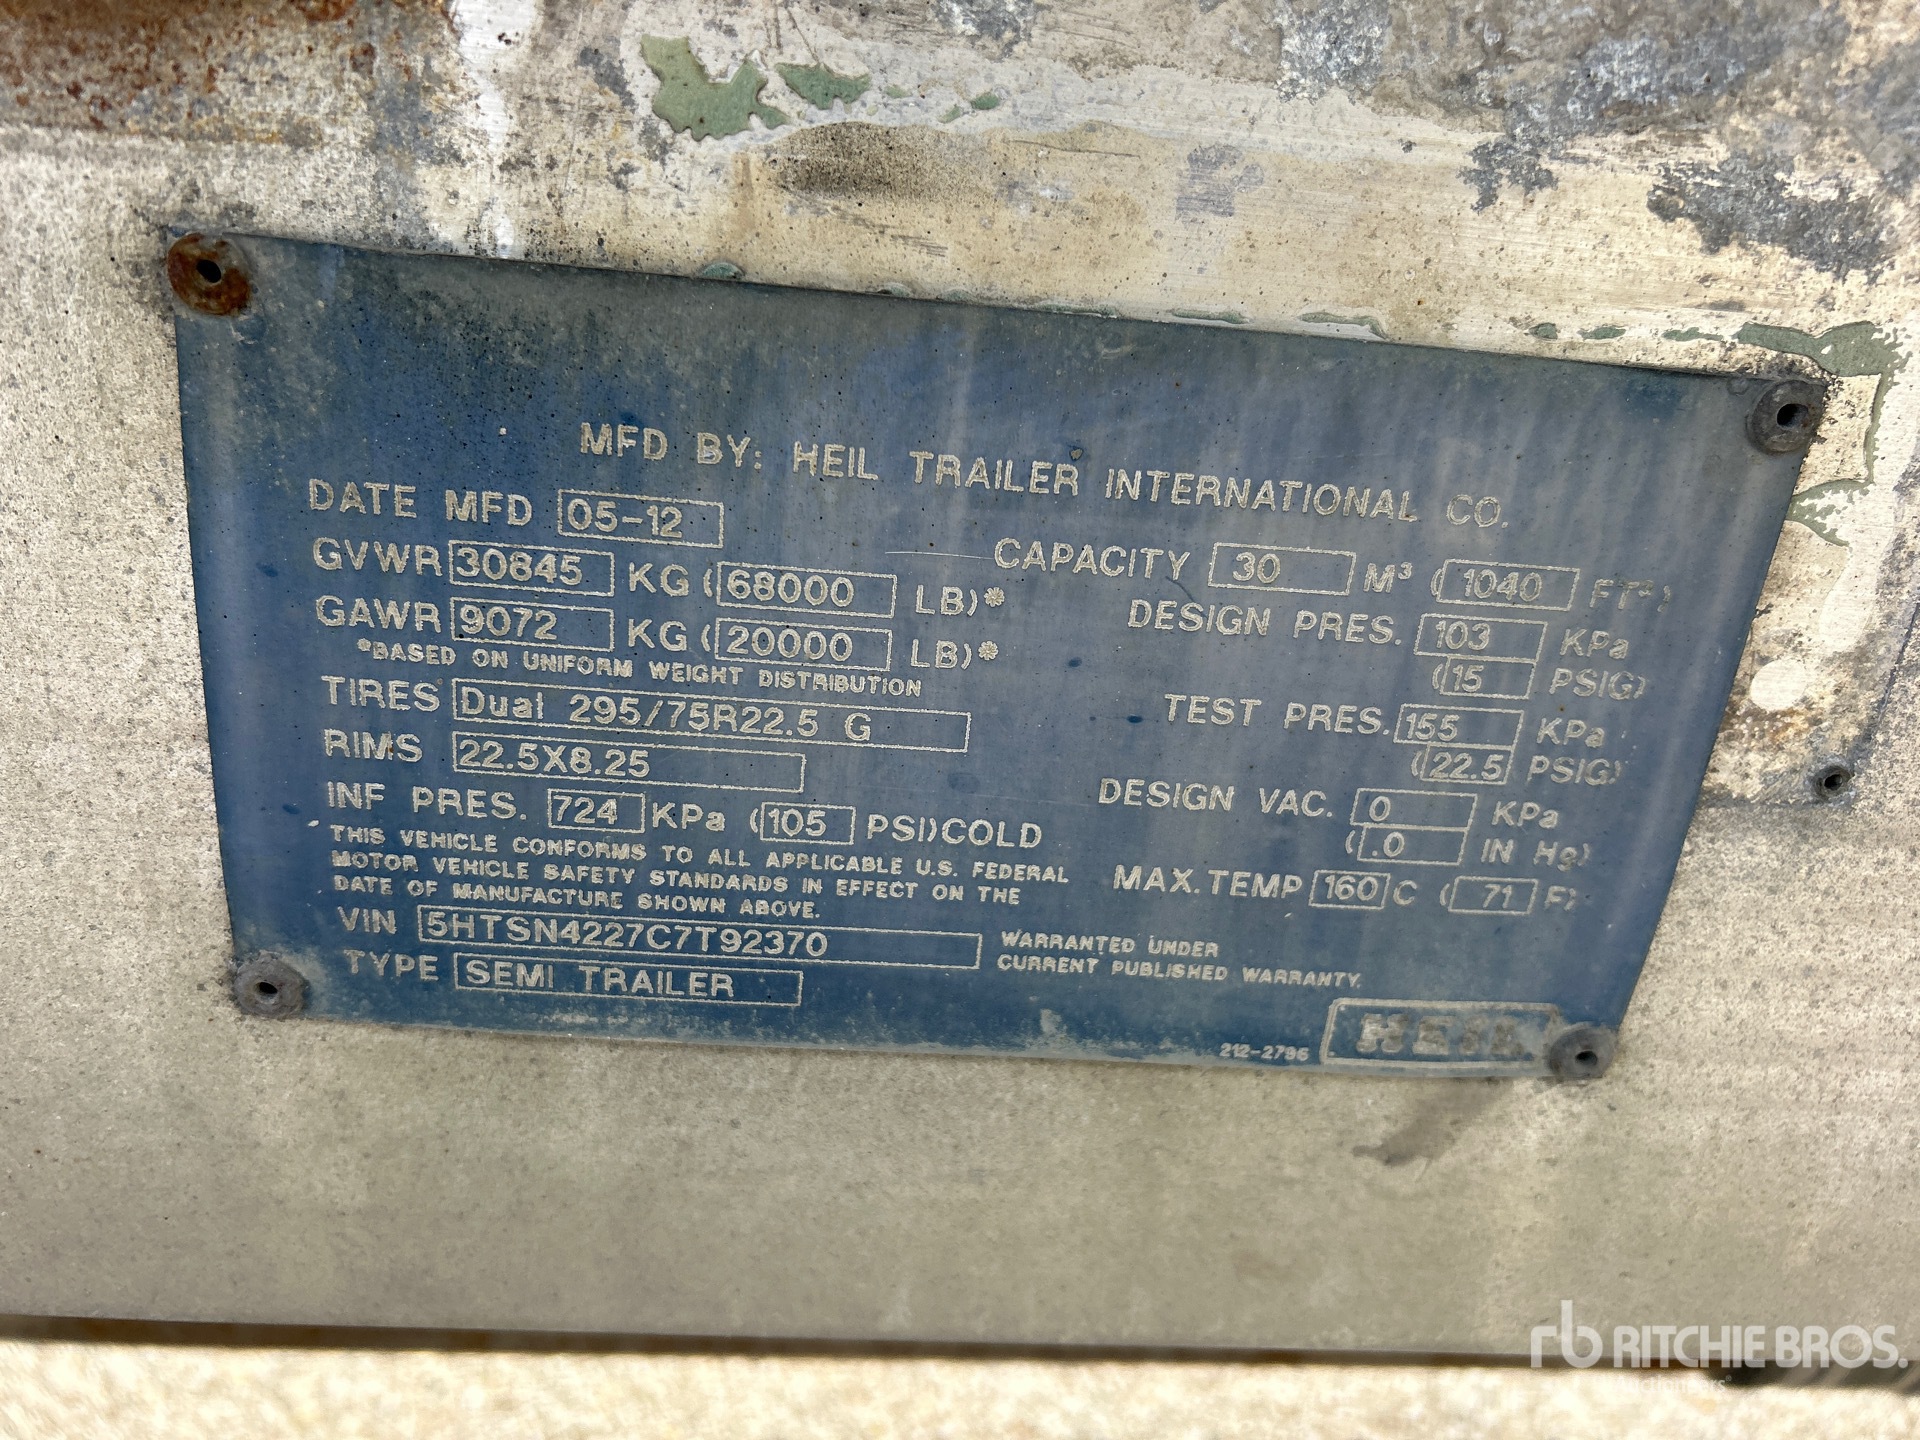 MFD BY: HEIL TRAILER INTERNATIONAL CO.
DATE MFD 05-12
GVWR 30845 KG (68000 LB)*
GAWR 9072 KG (20000 LB)*
*BASED ON UNIFORM WEIGHT DISTRIBUTION
TIRES Dual 295/75R22.5 G
RIMS 22.5X8.25
INF PRES. 724 KPa (105 PSI)COLD
THIS VEHICLE CONFORMS TO ALL APPLICABLE U.S. FEDERAL
MOTOR VEHICLE SAFETY STANDARDS IN EFFECT ON THE
DATE OF MANUFACTURE SHOWN ABOVE.
VIN 5HTSN4227C7T92370
TYPE SEMI TRAILER
CAPACITY 30 M³ (1040 FT³)
DESIGN PRES. 103 KPa
(15 PSIG)
TEST PRES. 155 KPa
(22.5 PSIG)
DESIGN VAC. 0 KPa
(.0 IN Hg)
MAX. TEMP 160 C (71 F)
WARRANTED UNDER
CURRENT PUBLISHED WARRANTY.
212-2796 HEIL
rb RITCHIE BROS.
Auctioneers